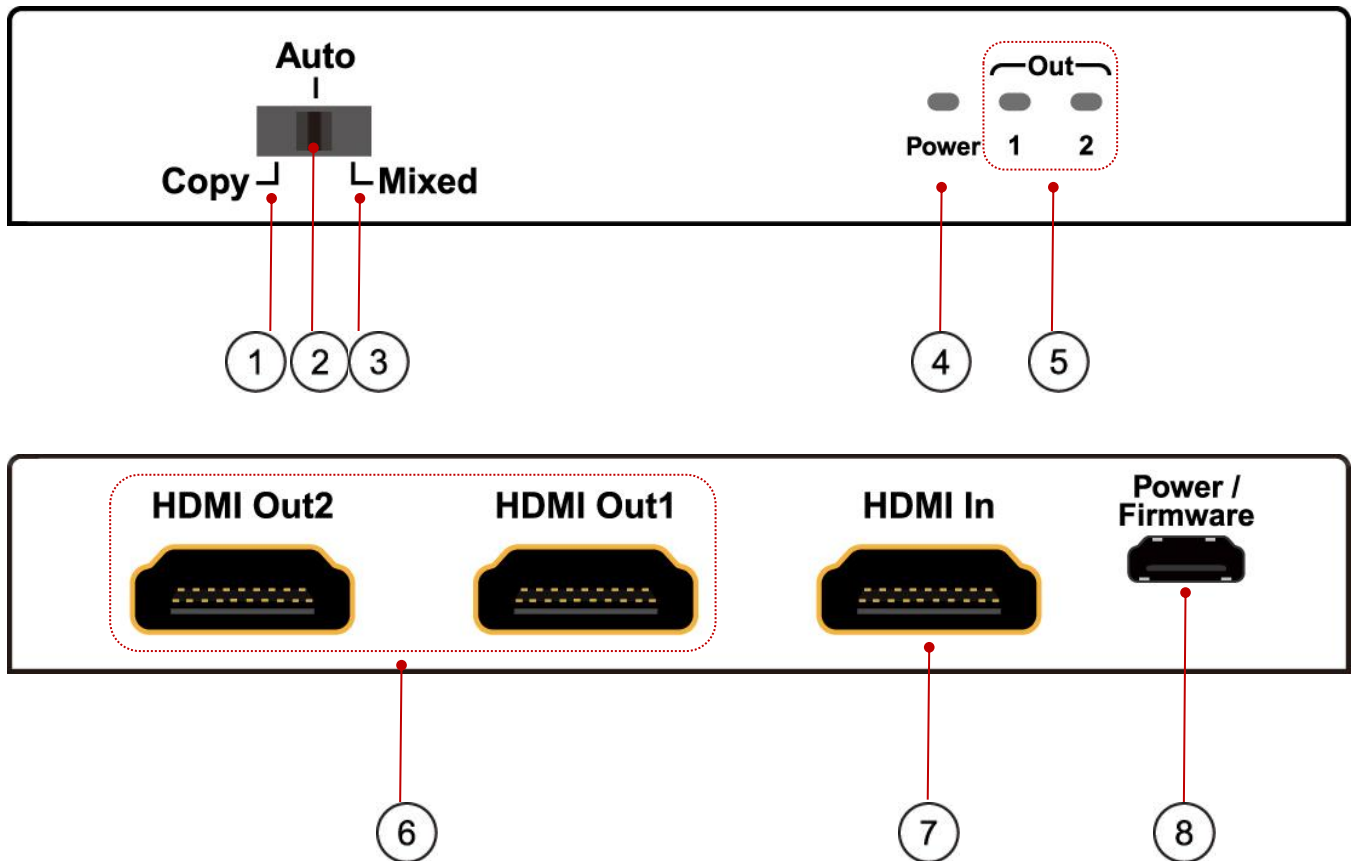 Auto
Copy
Mixed
Out
Power 1 2
1 2 3 4 5
HDMI Out2
HDMI Out1
HDMI In
Power /
Firmware
6 7 8